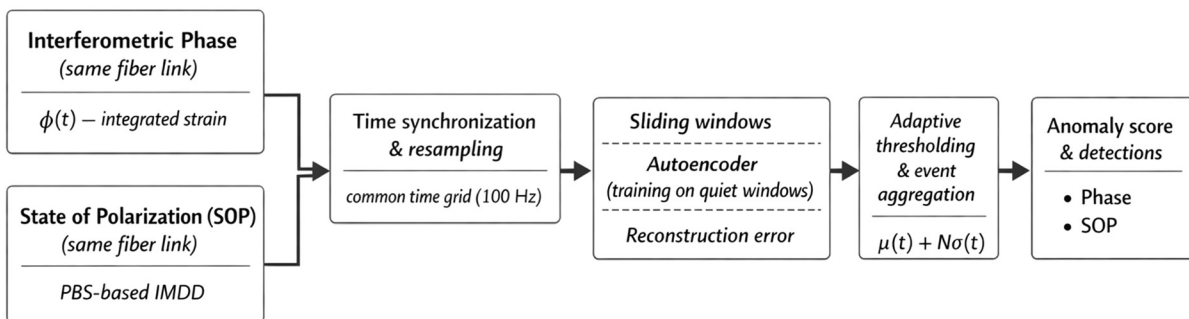 Interferometric Phase
(same fiber link)
ϕ(t) – integrated strain
State of Polarization (SOP)
(same fiber link)
PBS-based IMDD
Time synchronization
& resampling
common time grid (100 Hz)
Sliding windows
Autoencoder
(training on quiet windows)
Reconstruction error
Adaptive
thresholding
& event
aggregation
μ(t) + Nσ(t)
Anomaly score
& detections
• Phase
• SOP